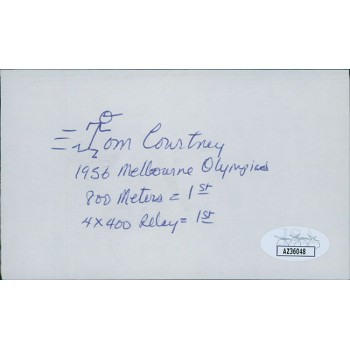 Tom Courtney
1956 Melbourne Olympics
800 Meters = 1st
4x400 Relay = 1st
JSA
AZ36048